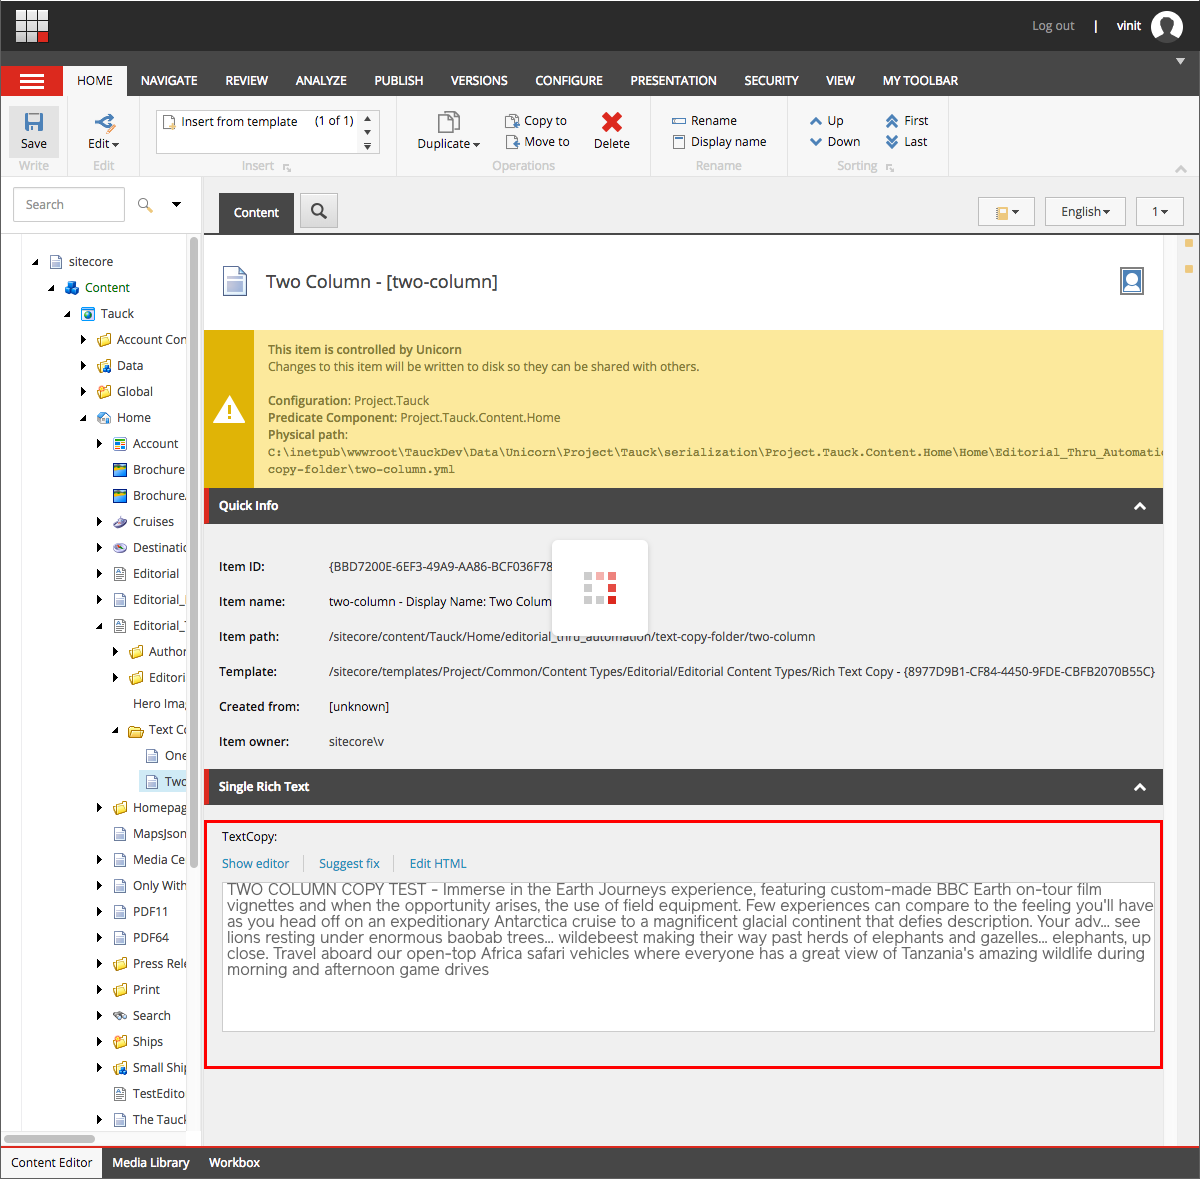 Log out | vinit
HOME NAVIGATE REVIEW ANALYZE PUBLISH VERSIONS CONFIGURE PRESENTATION SECURITY VIEW MY TOOLBAR
Save
Write
Edit
Edit
Insert from template (1 of 1)
Insert
Duplicate
Copy to
Move to
Delete
Operations
Rename
Display name
Rename
Up First
Down Last
Sorting
Search
Content
English
1
sitecore
Content
Tauck
Account Con
Data
Global
Home
Account
Brochure
Brochure
Cruises
Destinatic
Editorial
Editorial_
Editorial_
Author
Editori
Hero Ima
Text Co
One
Two
Homepag
MapsJson
Media Ce
Only With
PDF11
PDF64
Press Rele
Print
Search
Ships
Small Ship
TestEdito
The Tauck
Two Column - [two-column]
This item is controlled by Unicorn
Changes to this item will be written to disk so they can be shared with others.
Configuration: Project.Tauck
Predicate Component: Project.Tauck.Content.Home
Physical path:
C:\inetpub\wwwroot\TauckDev\Data\Unicorn\Project\Tauck\serialization\Project.Tauck.Content.Home\Home\Editorial_Thru_Automatio
copy-folder\two-column.yml
Quick Info
Item ID: {BBD7200E-6EF3-49A9-AA86-BCF036F78
Item name: two-column - Display Name: Two Colum
Item path: /sitecore/content/Tauck/Home/editorial_thru_automation/text-copy-folder/two-column
Template: /sitecore/templates/Project/Common/Content Types/Editorial/Editorial Content Types/Rich Text Copy - {8977D9B1-CF84-4450-9FDE-CBFB2070B55C}
Created from: [unknown]
Item owner: sitecore\v
Single Rich Text
TextCopy:
Show editor Suggest fix Edit HTML
TWO COLUMN COPY TEST - Immerse in the Earth Journeys experience, featuring custom-made BBC Earth on-tour film
vignettes and when the opportunity arises, the use of field equipment. Few experiences can compare to the feeling you'll have
as you head off on an expeditionary Antarctica cruise to a magnificent glacial continent that defies description. Your adv... see
lions resting under enormous baobab trees... wildebeest making their way past herds of elephants and gazelles... elephants, up
close. Travel aboard our open-top Africa safari vehicles where everyone has a great view of Tanzania's amazing wildlife during
morning and afternoon game drives
Content Editor Media Library Workbox